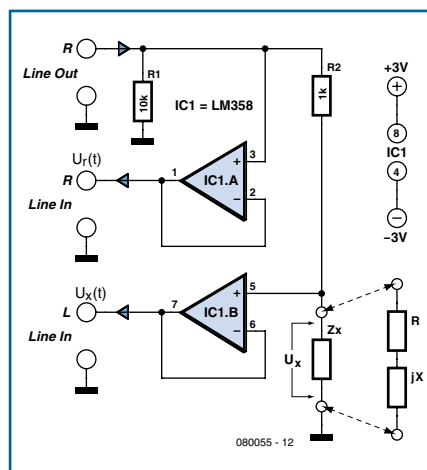 R
Line Out
R1
10k
R2
1k
IC1 = LM358
+3V
+
8
IC1
4
−
−3V
Ur(t)
R
Line In
1
IC1.A
+
3
−
2
Ux(t)
L
Line In
7
IC1.B
+
5
−
6
Ux
Zx
R
jX
080055 - 12